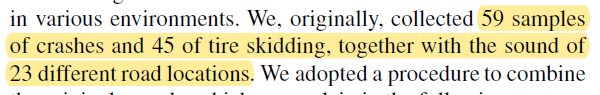 in various environments. We, originally, collected 59 samples
of crashes and 45 of tire skidding, together with the sound of
23 different road locations. We adopted a procedure to combine